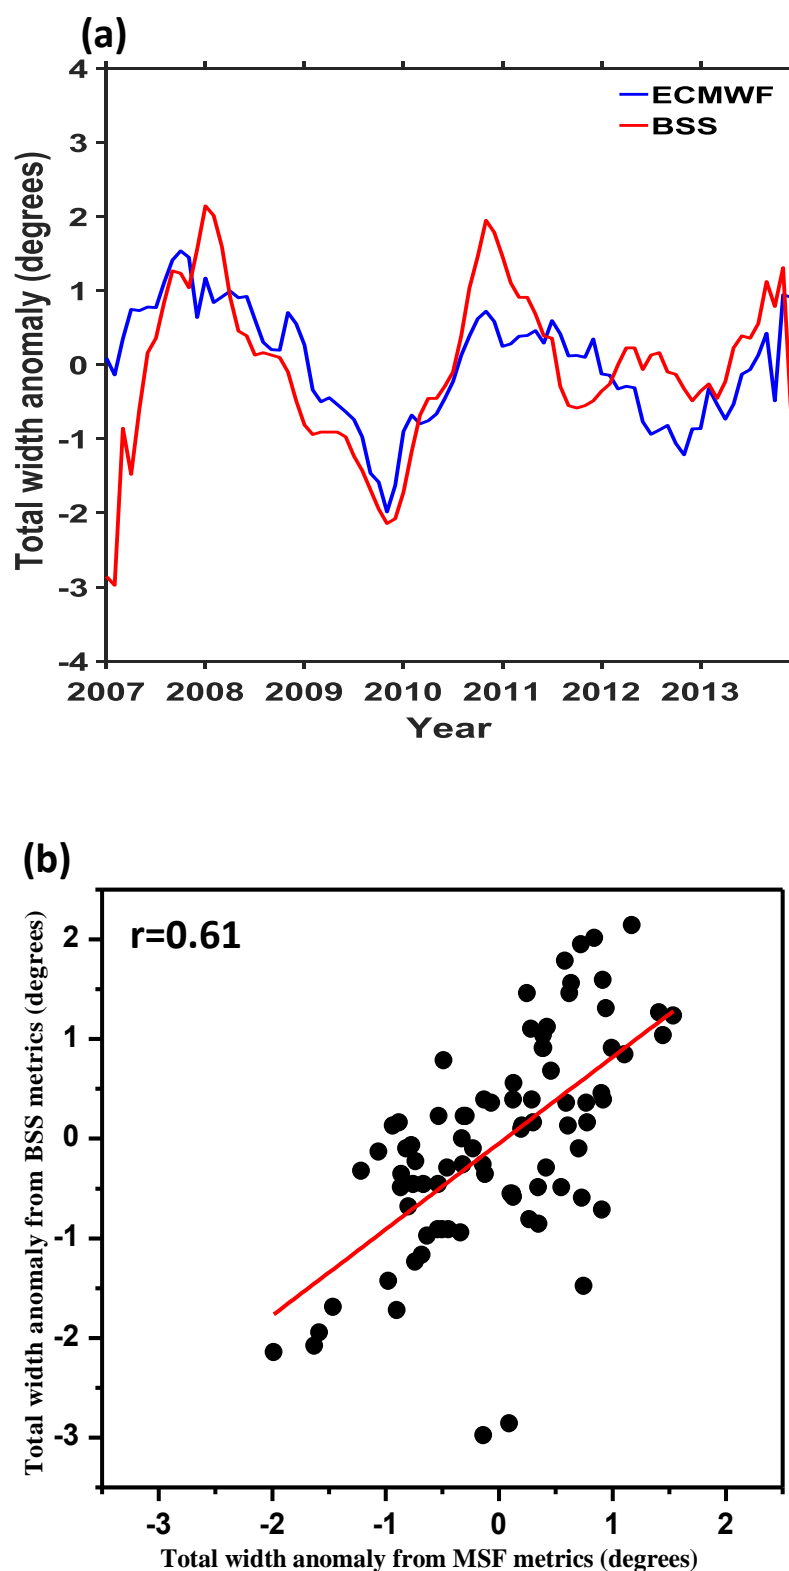 (a)
4
3
2
1
0
-1
-2
-3
-4
Total width anomaly (degrees)
ECMWF
BSS
2007 2008 2009 2010 2011 2012 2013
Year
(b)
r=0.61
2
1
0
-1
-2
-3
Total width anomaly from BSS metrics (degrees)
-3 -2 -1 0 1 2
Total width anomaly from MSF metrics (degrees)